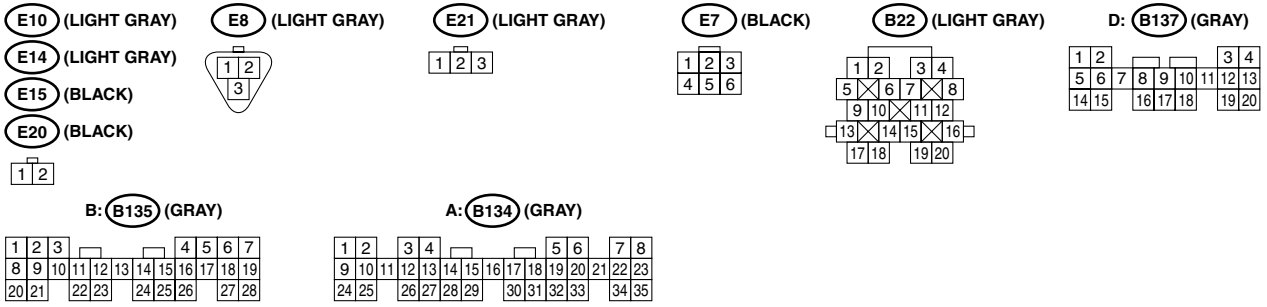 E10 (LIGHT GRAY) E8 (LIGHT GRAY) E21 (LIGHT GRAY) E7 (BLACK) B22 (LIGHT GRAY) D: B137 (GRAY)
E14 (LIGHT GRAY)
E15 (BLACK)
E20 (BLACK)
1 2
1 2
3
1 2 3
1 2 3
4 5 6
1 2 3 4
5 6 7 8
9 10 11 12
13 14 15 16
17 18 19 20
1 2 3 4
5 6 7 8 9 10 11 12 13
14 15 16 17 18 19 20
B: B135 (GRAY) A: B134 (GRAY)
1 2 3 4 5 6 7
8 9 10 11 12 13 14 15 16 17 18 19
20 21 22 23 24 25 26 27 28
1 2 3 4 5 6 7 8
9 10 11 12 13 14 15 16 17 18 19 20 21 22 23
24 25 26 27 28 29 30 31 32 33 34 35